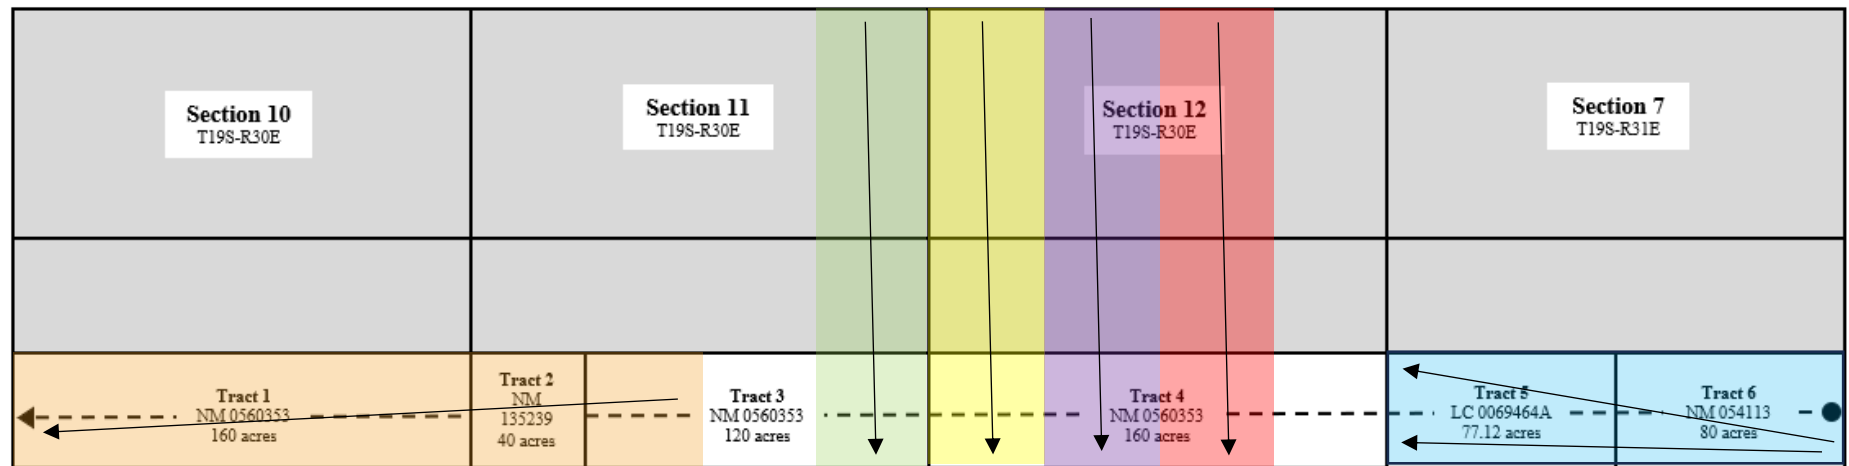 Section 10
T19S-R30E
Section 11
T19S-R30E
Section 12
T19S-R30E
Section 7
T19S-R31E
Tract 1
NM 0560353
160 acres
Tract 2
NM
135239
40 acres
Tract 3
NM 0560353
120 acres
Tract 4
NM 0560353
160 acres
Tract 5
LC 0069464A
77.12 acres
Tract 6
NM 054113
80 acres